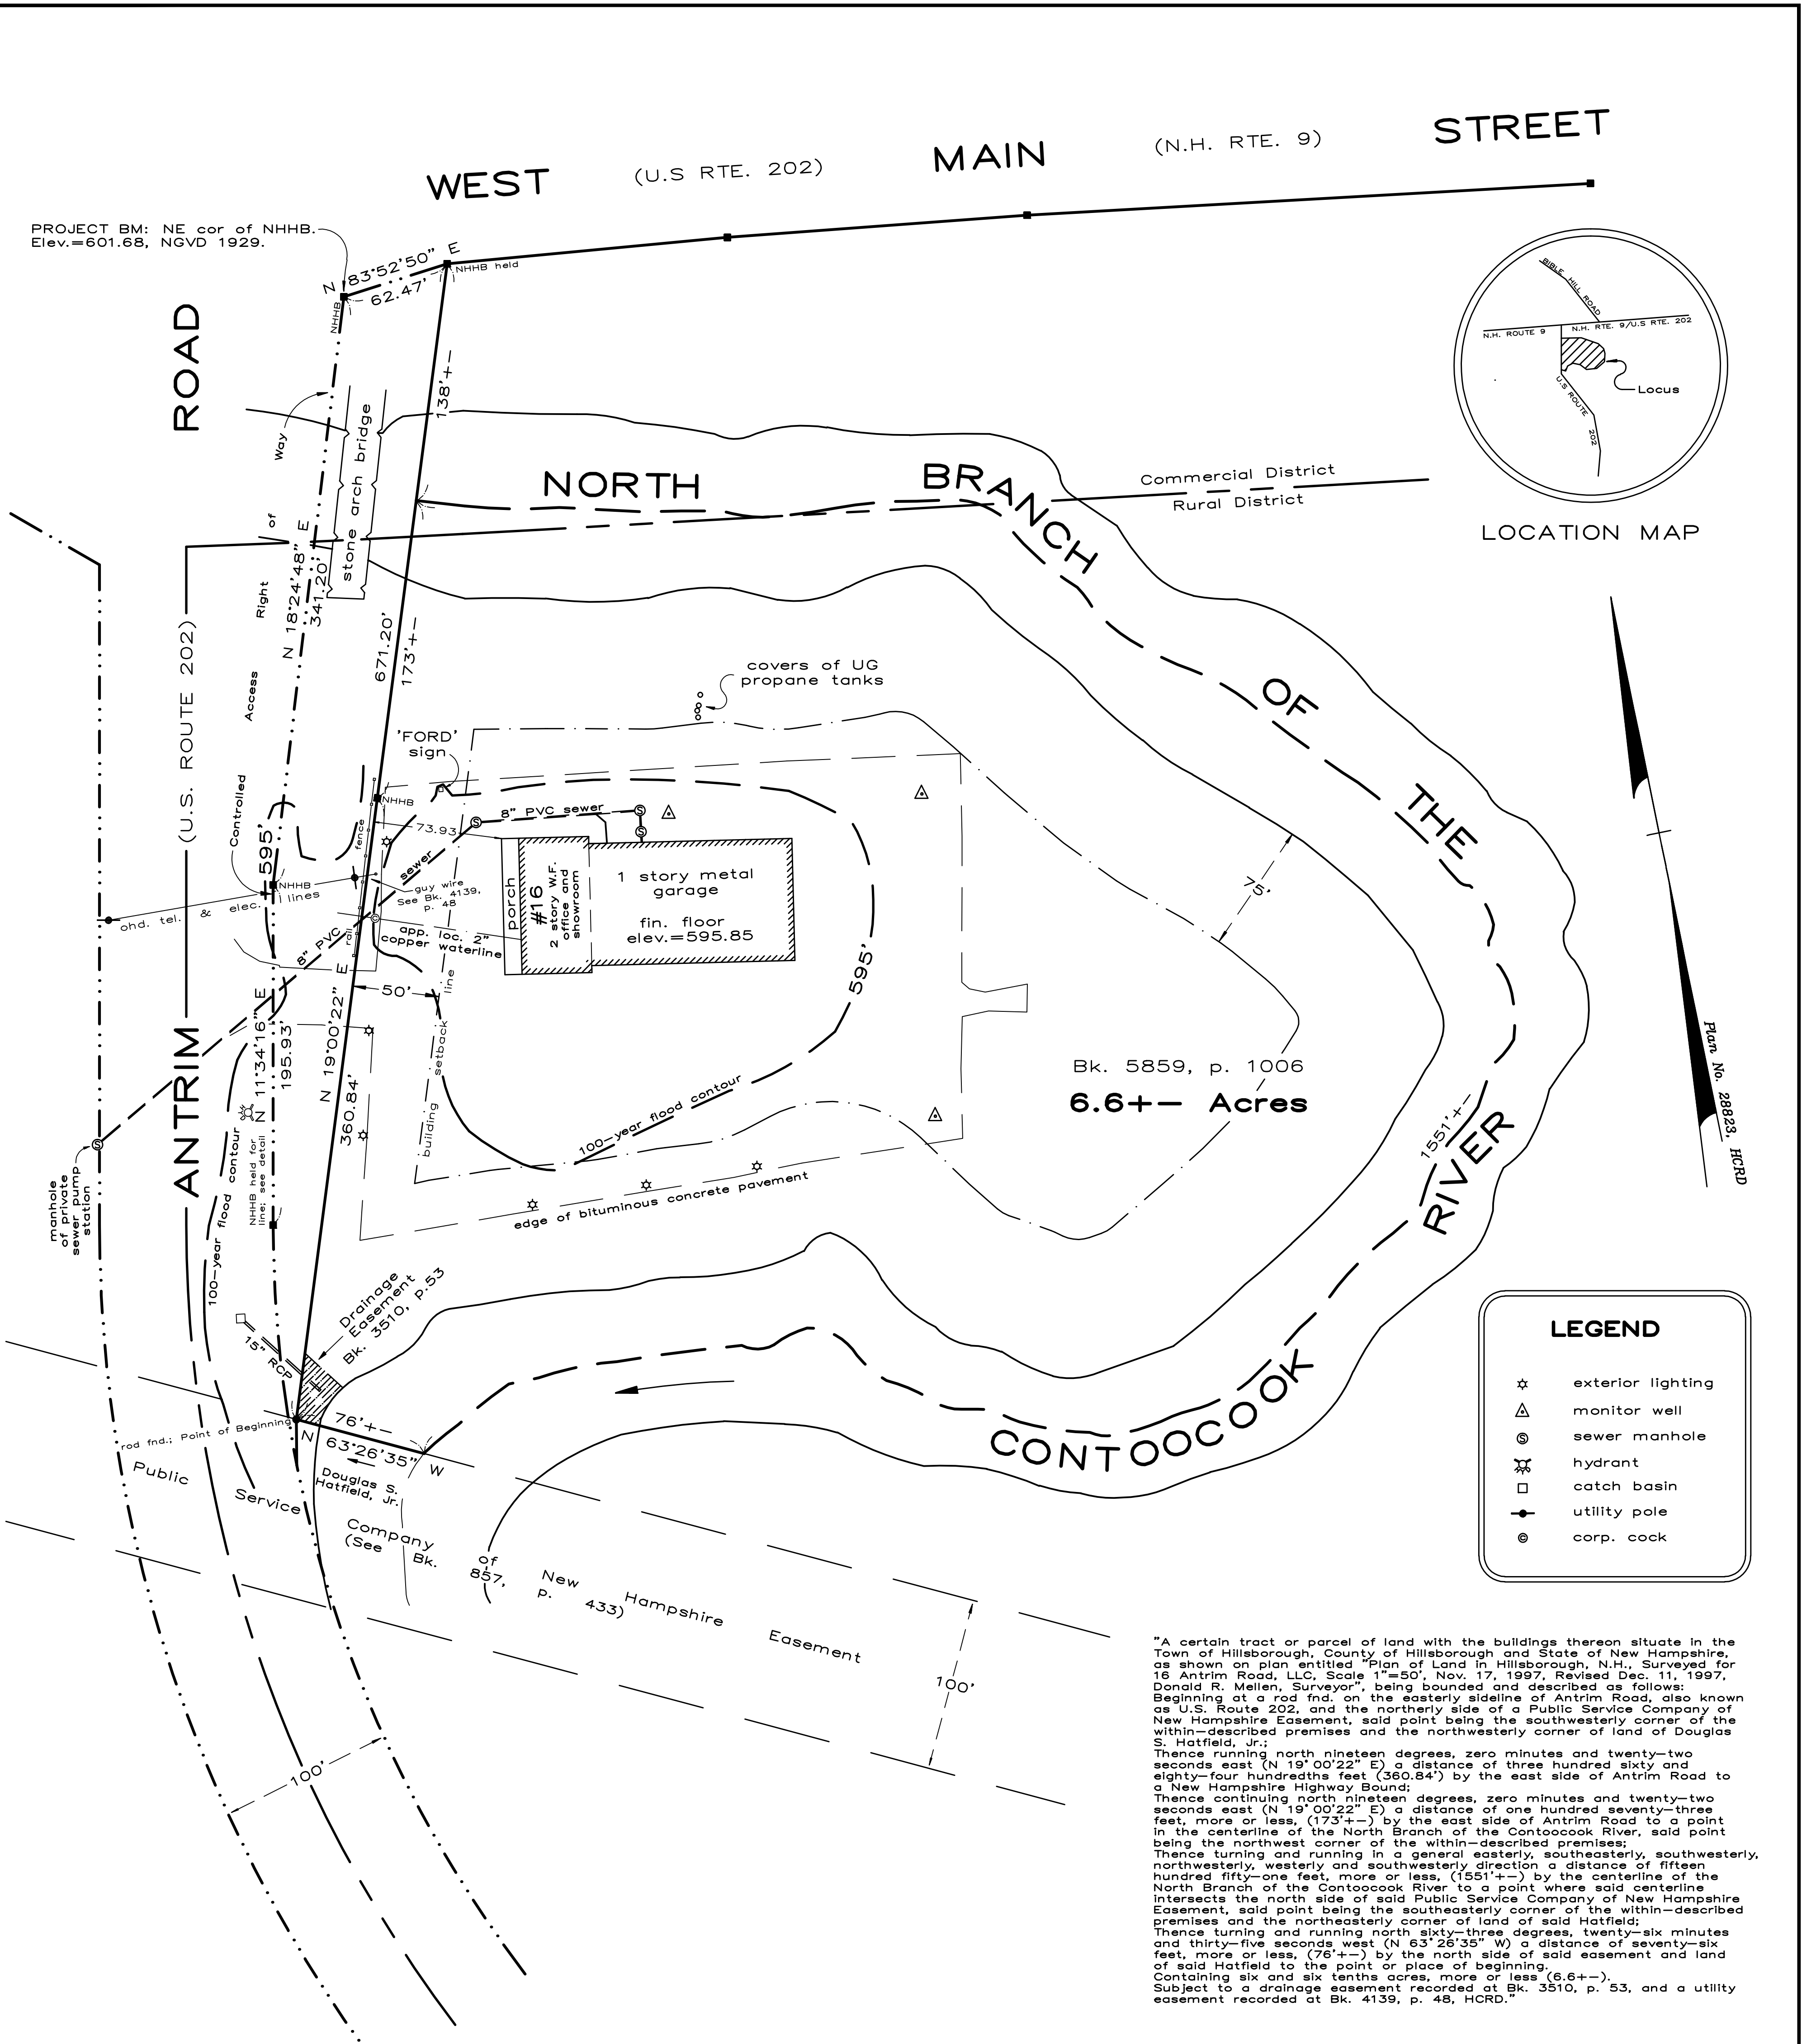 WEST (U.S RTE. 202) MAIN (N.H. RTE. 9) STREET
PROJECT BM: NE cor of NHHB.
Elev.=601.68, NGVD 1929.
N 83°52'50" E
62.47'
NHHB held
NHHB
ROAD
138'+-
stone arch bridge
Way
of
Right
Access
Controlled
N 18°24'48" E
341.20'
NORTH BRANCH OF THE CONTOOCOOK RIVER
Commercial District
Rural District
BIBLE HILL ROAD
N.H. ROUTE 9
N.H. RTE. 9/U.S RTE. 202
Locus
U.S ROUTE 202
LOCATION MAP
(U.S. ROUTE 202)
671.20'
173'+-
covers of UG
propane tanks
'FORD'
sign
NHHB
8" PVC sewer
73.93
fence
sewer
595'
NHHB
lines
ohd. tel. & elec.
guy wire
See Bk. 4139,
p. 48
porch
#16
2 story W.F.
office and
showroom
1 story metal
garage
fin. floor
elev.=595.85
75'
app. loc. 2"
copper waterline
rail
8" PVC
50'
line
setback
building
595'
N 11°34'16" E
195.93'
N 19°00'22" E
360.84'
ANTRIM
100-year flood contour
Bk. 5859, p. 1006
6.6+- Acres
1551'+-
Plan No. 28823, HCRD
manhole
of private
sewer pump
station
100-year flood contour
NHHB held for
line; see detail
edge of bituminous concrete pavement
Drainage
Easement
Bk. 3510, p.53
15" RCP
rod fnd.; Point of Beginning
76'+-
N 63°26'35" W
Douglas S.
Hatfield, Jr.
Public Service Company of New Hampshire Easement
(See Bk. 857, p. 433)
100'
100'
LEGEND
exterior lighting
monitor well
sewer manhole
hydrant
catch basin
utility pole
corp. cock
"A certain tract or parcel of land with the buildings thereon situate in the
Town of Hillsborough, County of Hillsborough and State of New Hampshire,
as shown on plan entitled "Plan of Land in Hillsborough, N.H., Surveyed for
16 Antrim Road, LLC, Scale 1"=50', Nov. 17, 1997, Revised Dec. 11, 1997,
Donald R. Mellen, Surveyor", being bounded and described as follows:
Beginning at a rod fnd. on the easterly sideline of Antrim Road, also known
as U.S. Route 202, and the northerly side of a Public Service Company of
New Hampshire Easement, said point being the southwesterly corner of the
within-described premises and the northwesterly corner of land of Douglas
S. Hatfield, Jr.;
Thence running north nineteen degrees, zero minutes and twenty-two
seconds east (N 19°00'22" E) a distance of three hundred sixty and
eighty-four hundredths feet (360.84') by the east side of Antrim Road to
a New Hampshire Highway Bound;
Thence continuing north nineteen degrees, zero minutes and twenty-two
seconds east (N 19°00'22" E) a distance of one hundred seventy-three
feet, more or less, (173'+-) by the east side of Antrim Road to a point
in the centerline of the North Branch of the Contoocook River, said point
being the northwest corner of the within-described premises;
Thence turning and running in a general easterly, southeasterly, southwesterly,
northwesterly, westerly and southwesterly direction a distance of fifteen
hundred fifty-one feet, more or less, (1551'+-) by the centerline of the
North Branch of the Contoocook River to a point where said centerline
intersects the north side of said Public Service Company of New Hampshire
Easement, said point being the southeasterly corner of the within-described
premises and the northeasterly corner of land of said Hatfield;
Thence turning and running north sixty-three degrees, twenty-six minutes
and thirty-five seconds west (N 63°26'35" W) a distance of seventy-six
feet, more or less, (76'+-) by the north side of said easement and land
of said Hatfield to the point or place of beginning.
Containing six and six tenths acres, more or less (6.6+-).
Subject to a drainage easement recorded at Bk. 3510, p. 53, and a utility
easement recorded at Bk. 4139, p. 48, HCRD."